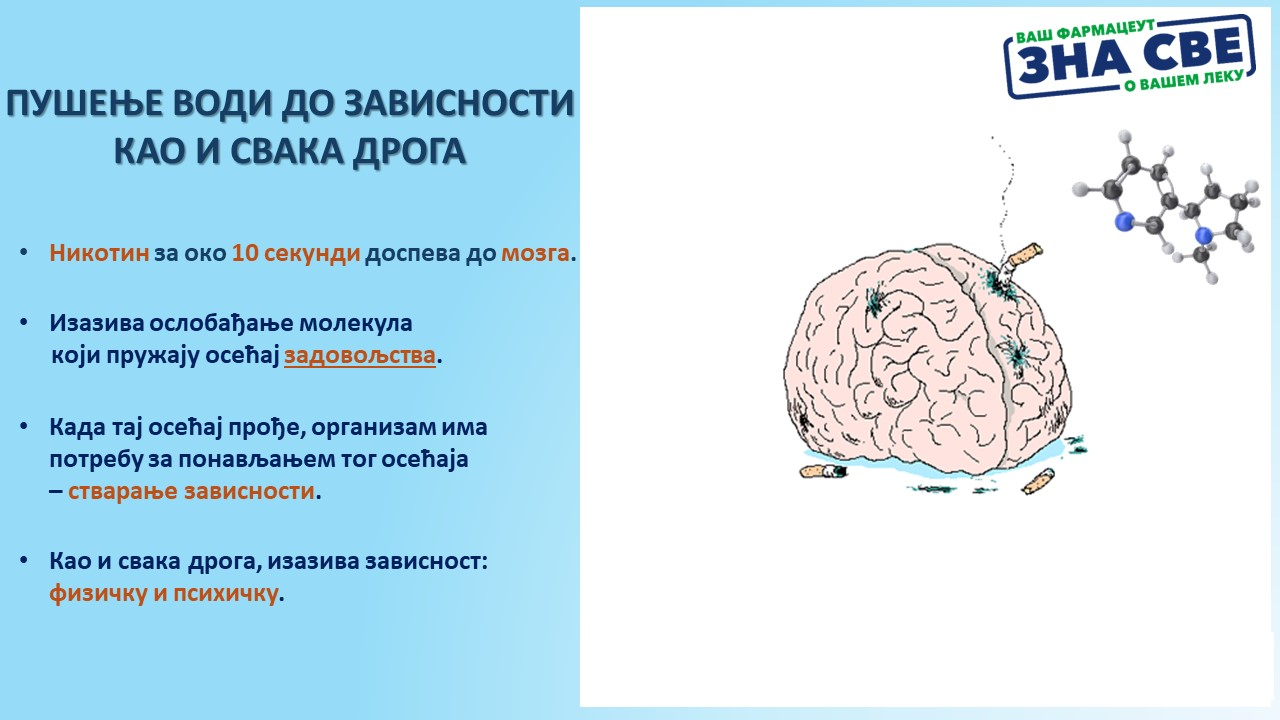 ВАШ ФАРМАЦЕУТ
ЗНА СВЕ
О ВАШЕМ ЛЕКУ
ПУШЕЊЕ ВОДИ ДО ЗАВИСНОСТИ
КАО И СВАКА ДРОГА
• Никотин за око 10 секунди доспева до мозга.
• Изазива ослобађање молекула
који пружају осећај задовољства.
• Када тај осећај прође, организам има
потребу за понављањем тог осећаја
– стварање зависности.
• Као и свака дрога, изазива зависност:
физичку и психичку.